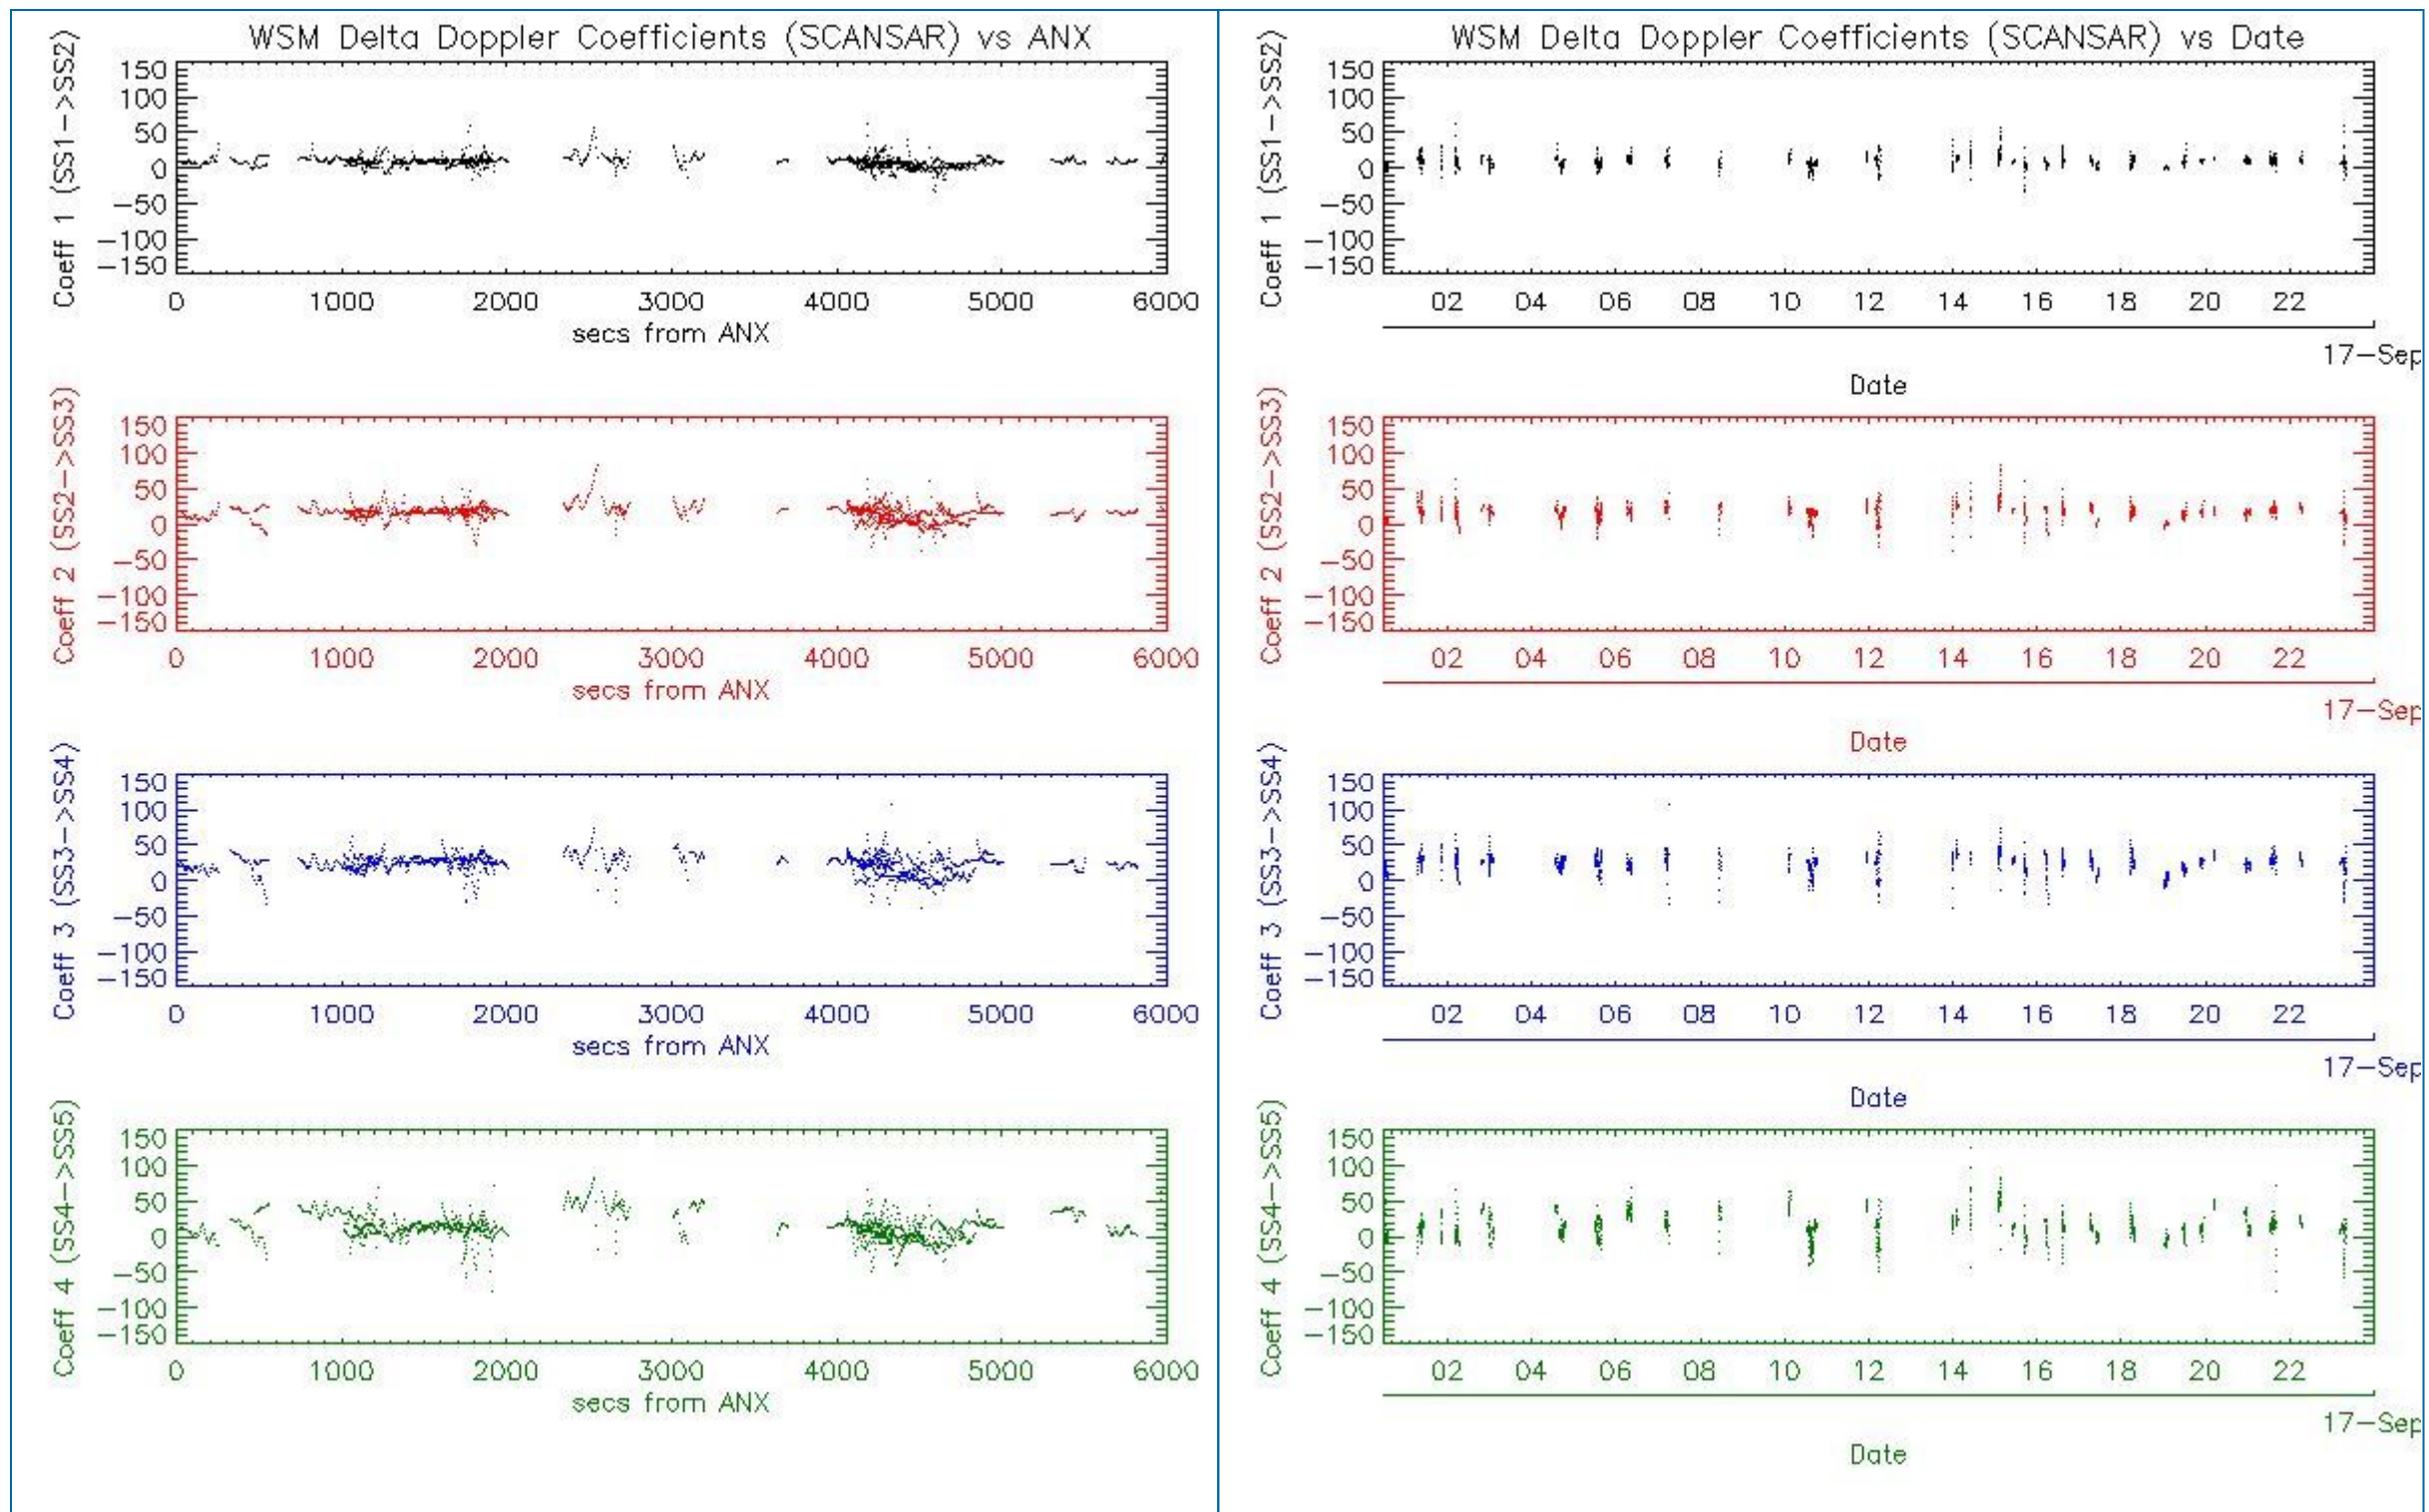 WSM Delta Doppler Coefficients (SCANSAR) vs ANX
Coeff 1 (SS1->SS2)
150
100
50
0
-50
-100
-150
0 1000 2000 3000 4000 5000 6000
secs from ANX
Coeff 2 (SS2->SS3)
150
100
50
0
-50
-100
-150
0 1000 2000 3000 4000 5000 6000
secs from ANX
Coeff 3 (SS3->SS4)
150
100
50
0
-50
-100
-150
0 1000 2000 3000 4000 5000 6000
secs from ANX
Coeff 4 (SS4->SS5)
150
100
50
0
-50
-100
-150
0 1000 2000 3000 4000 5000 6000
secs from ANX
WSM Delta Doppler Coefficients (SCANSAR) vs Date
Coeff 1 (SS1->SS2)
150
100
50
0
-50
-100
-150
02 04 06 08 10 12 14 16 18 20 22
17-Sep
Date
Coeff 2 (SS2->SS3)
150
100
50
0
-50
-100
-150
02 04 06 08 10 12 14 16 18 20 22
17-Sep
Date
Coeff 3 (SS3->SS4)
150
100
50
0
-50
-100
-150
02 04 06 08 10 12 14 16 18 20 22
17-Sep
Date
Coeff 4 (SS4->SS5)
150
100
50
0
-50
-100
-150
02 04 06 08 10 12 14 16 18 20 22
17-Sep
Date